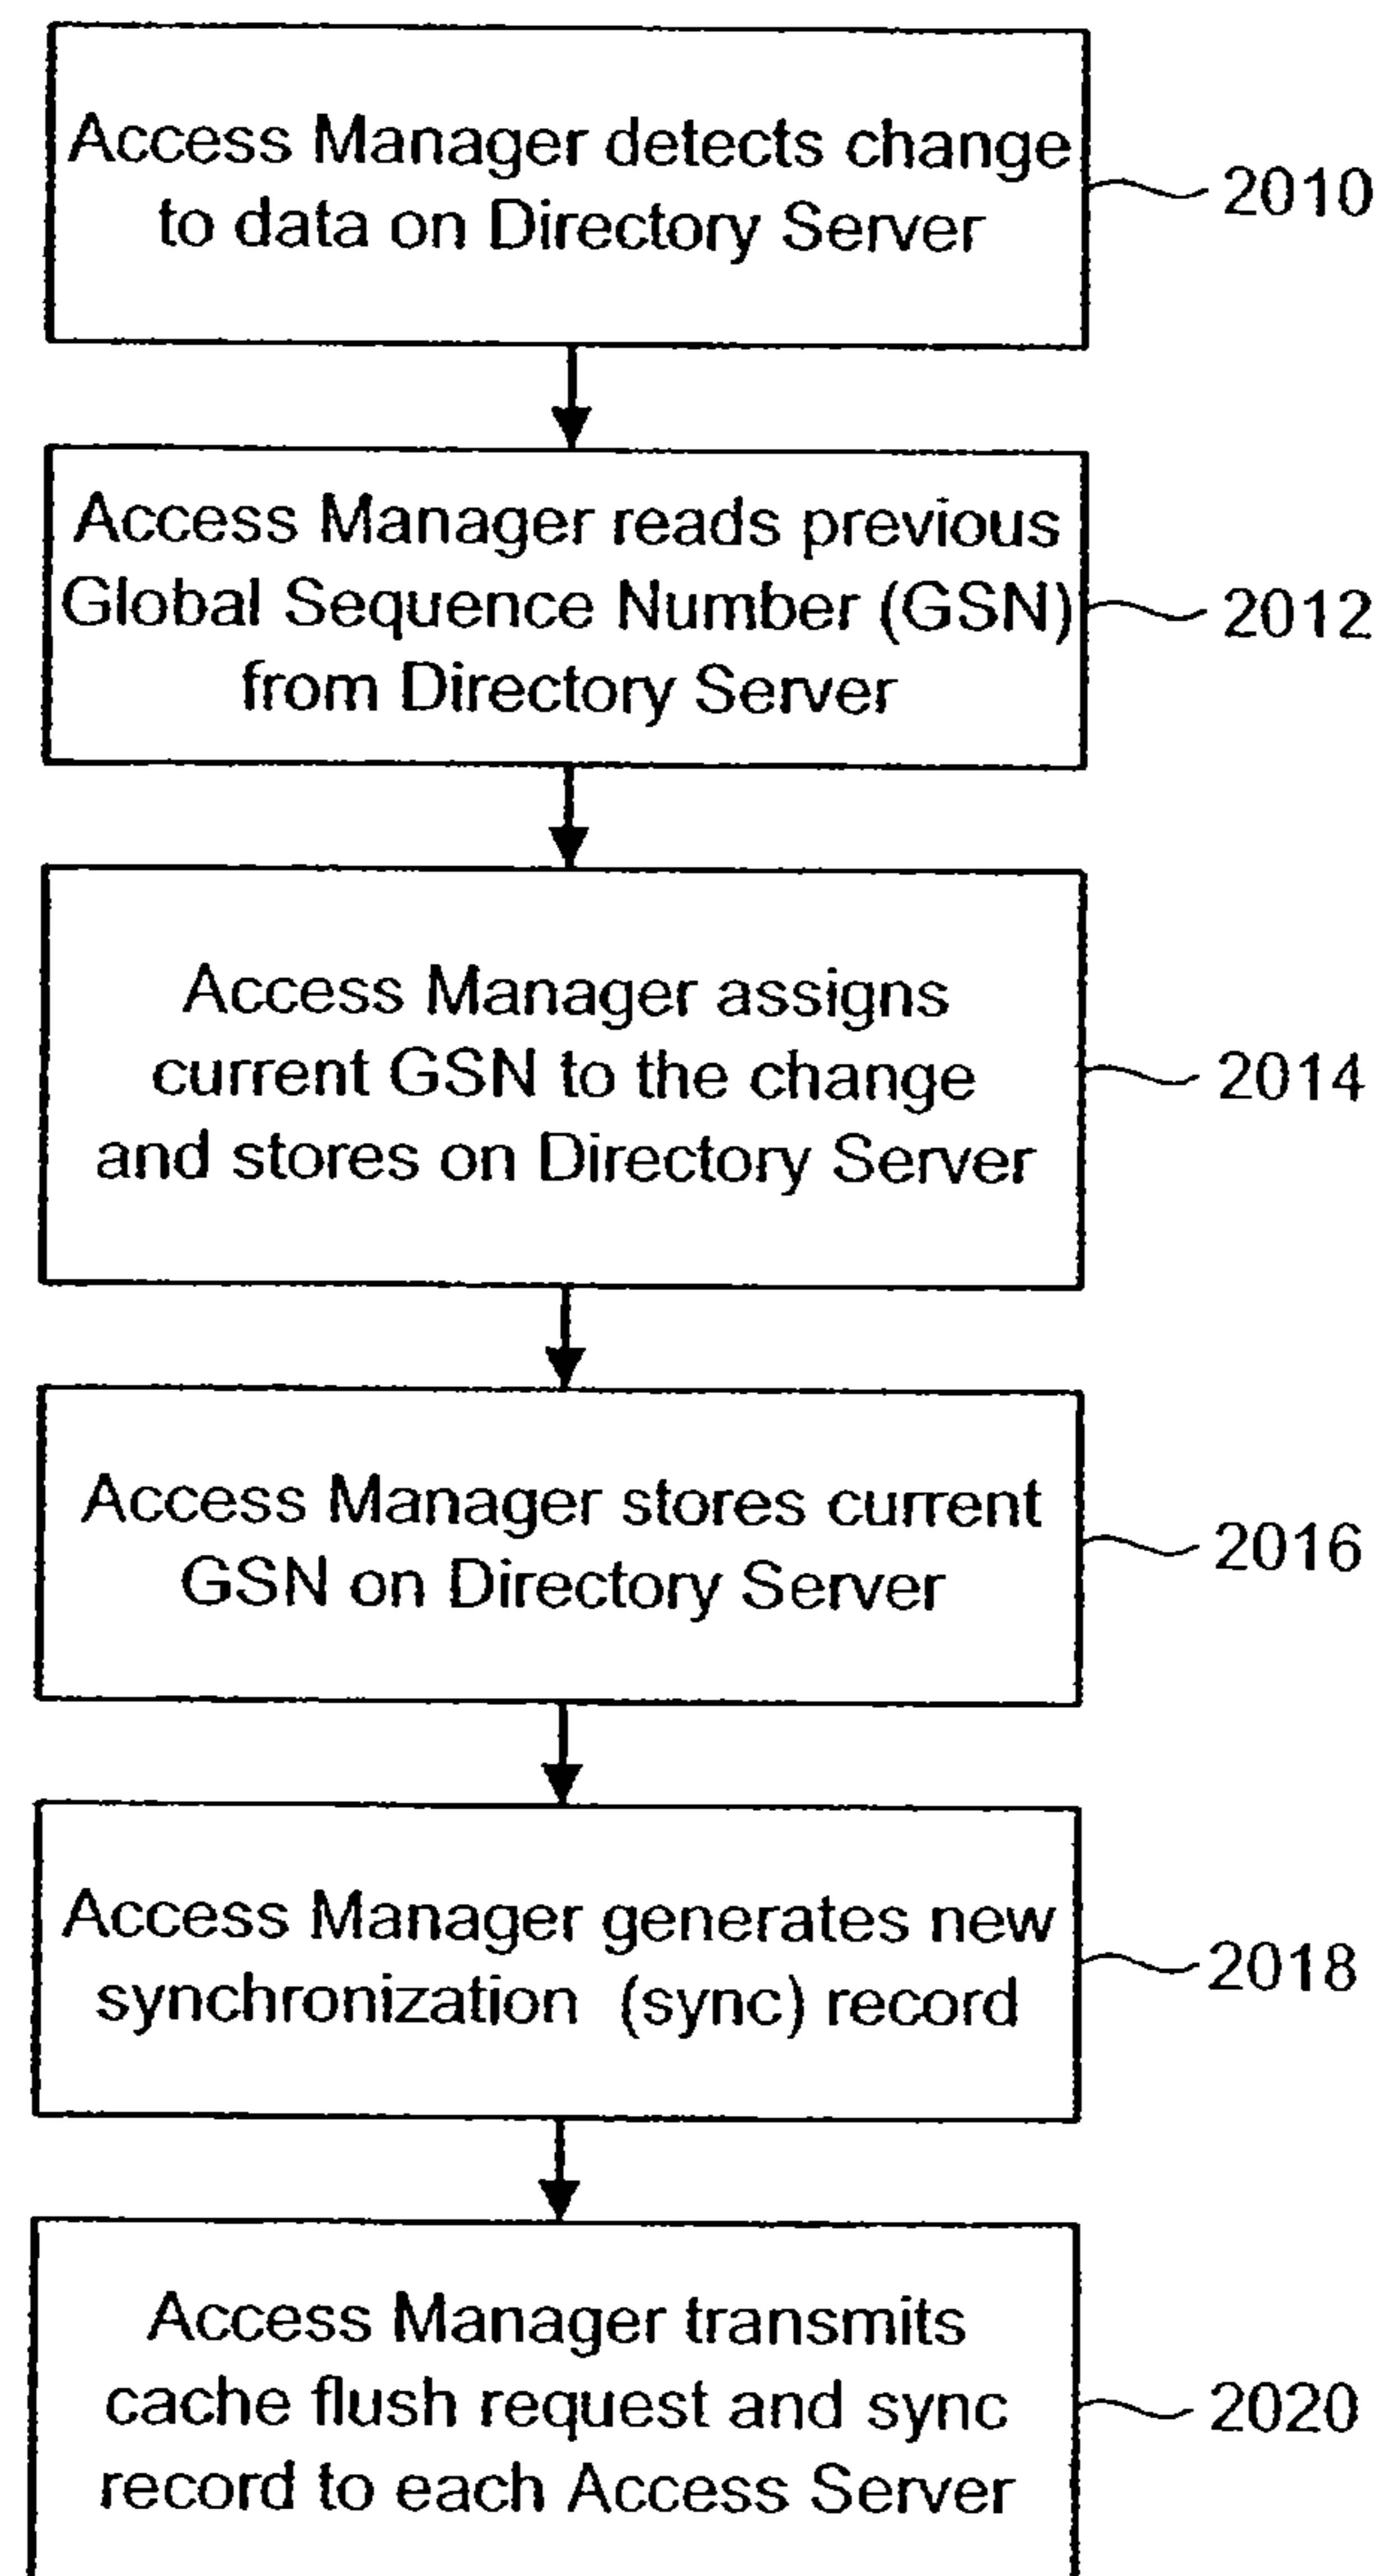 Access Manager detects change
to data on Directory Server
2010
Access Manager reads previous
Global Sequence Number (GSN)
from Directory Server
2012
Access Manager assigns
current GSN to the change
and stores on Directory Server
2014
Access Manager stores current
GSN on Directory Server
2016
Access Manager generates new
synchronization (sync) record
2018
Access Manager transmits
cache flush request and sync
record to each Access Server
2020